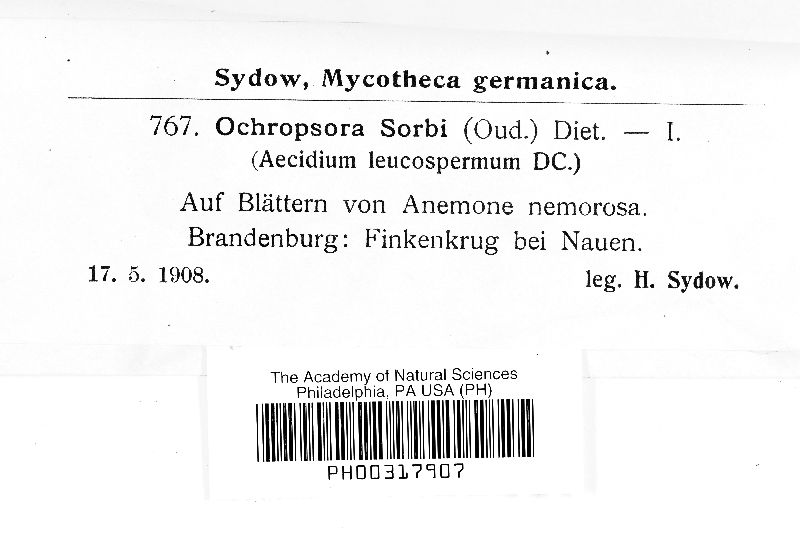 Sydow, Mycotheca germanica.
767. Ochropsora Sorbi (Oud.) Diet. — I.
(Aecidium leucospermum DC.)
Auf Blättern von Anemone nemorosa.
Brandenburg: Finkenkrug bei Nauen.
17. 5. 1908. leg. H. Sydow.
The Academy of Natural Sciences
Philadelphia, PA USA (PH)
PH00317907